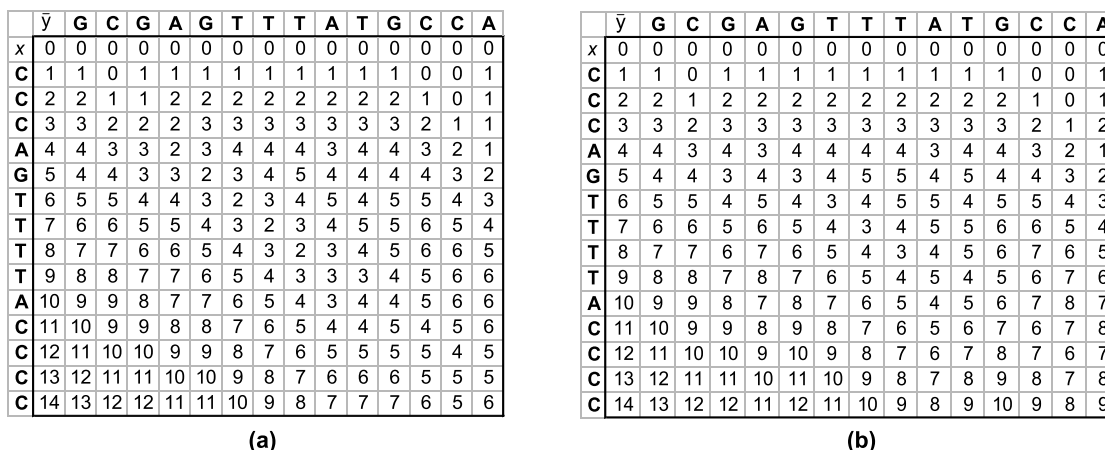 ȳ G C G A G T T T A T G C C A
x 0 0 0 0 0 0 0 0 0 0 0 0 0 0 0
C 1 1 0 1 1 1 1 1 1 1 1 1 0 0 1
C 2 2 1 1 2 2 2 2 2 2 2 2 1 0 1
C 3 3 2 2 2 3 3 3 3 3 3 3 2 1 1
A 4 4 3 3 2 3 4 4 4 3 4 4 3 2 1
G 5 4 4 3 3 2 3 4 5 4 4 4 4 3 2
T 6 5 5 4 4 3 2 3 4 5 4 5 5 4 3
T 7 6 6 5 5 4 3 2 3 4 5 5 6 5 4
T 8 7 7 6 6 5 4 3 2 3 4 5 6 6 5
T 9 8 8 7 7 6 5 4 3 3 3 4 5 6 6
A 10 9 9 8 7 7 6 5 4 3 4 4 5 6 6
C 11 10 9 9 8 8 7 6 5 4 4 5 4 5 6
C 12 11 10 10 9 9 8 7 6 5 5 5 5 4 5
C 13 12 11 11 10 10 9 8 7 6 6 6 5 5 5
C 14 13 12 12 11 11 10 9 8 7 7 7 6 5 6
(a)
ȳ G C G A G T T T A T G C C A
x 0 0 0 0 0 0 0 0 0 0 0 0 0 0 0
C 1 1 0 1 1 1 1 1 1 1 1 1 0 0 1
C 2 2 1 2 2 2 2 2 2 2 2 2 1 0 1
C 3 3 2 3 3 3 3 3 3 3 3 3 2 1 2
A 4 4 3 4 3 4 4 4 4 3 4 4 3 2 1
G 5 4 4 3 4 3 4 5 5 4 5 4 4 3 2
T 6 5 5 4 5 4 3 4 5 5 4 5 5 4 3
T 7 6 6 5 6 5 4 3 4 5 5 6 6 5 4
T 8 7 7 6 7 6 5 4 3 4 5 6 7 6 5
T 9 8 8 7 8 7 6 5 4 5 4 5 6 7 6
A 10 9 9 8 7 8 7 6 5 4 5 6 7 8 7
C 11 10 9 9 8 9 8 7 6 5 6 7 6 7 8
C 12 11 10 10 9 10 9 8 7 6 7 8 7 6 7
C 13 12 11 11 10 11 10 9 8 7 8 9 8 7 8
C 14 13 12 12 11 12 11 10 9 8 9 10 9 8 9
(b)